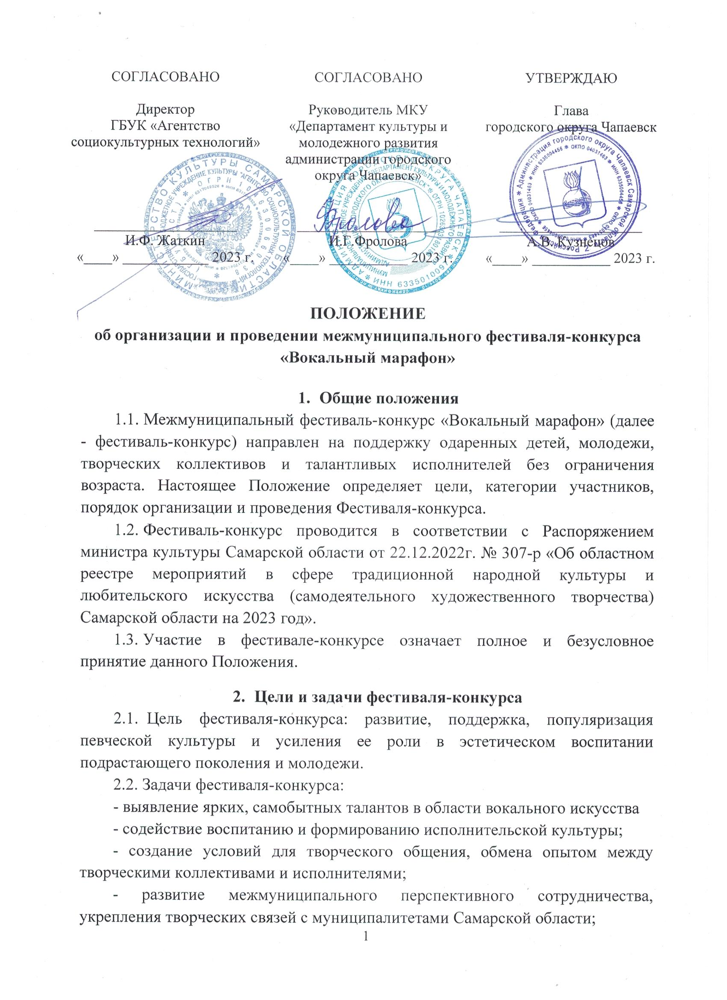 СОГЛАСОВАНО
Директор
ГБУК «Агентство
социокультурных технологий»
И.Ф. Жаткин
«____» ____________ 2023 г.
СОГЛАСОВАНО
Руководитель МКУ
«Департамент культуры и
молодежного развития
администрации городского
округа Чапаевск»
Фролова
И.Г.Фролова
«____» ___________ 2023 г.
УТВЕРЖДАЮ
Глава
городского округа Чапаевск
А.В. Кузнецов
«____» ___________ 2023 г.
ПОЛОЖЕНИЕ
об организации и проведении межмуниципального фестиваля-конкурса
«Вокальный марафон»
1. Общие положения
1.1. Межмуниципальный фестиваль-конкурс «Вокальный марафон» (далее
- фестиваль-конкурс) направлен на поддержку одаренных детей, молодежи,
творческих коллективов и талантливых исполнителей без ограничения
возраста. Настоящее Положение определяет цели, категории участников,
порядок организации и проведения Фестиваля-конкурса.
1.2. Фестиваль-конкурс проводится в соответствии с Распоряжением
министра культуры Самарской области от 22.12.2022г. № 307-р «Об областном
реестре мероприятий в сфере традиционной народной культуры и
любительского искусства (самодеятельного художественного творчества)
Самарской области на 2023 год».
1.3. Участие в фестивале-конкурсе означает полное и безусловное
принятие данного Положения.
2. Цели и задачи фестиваля-конкурса
2.1. Цель фестиваля-конкурса: развитие, поддержка, популяризация
певческой культуры и усиления ее роли в эстетическом воспитании
подрастающего поколения и молодежи.
2.2. Задачи фестиваля-конкурса:
- выявление ярких, самобытных талантов в области вокального искусства
- содействие воспитанию и формированию исполнительской культуры;
- создание условий для творческого общения, обмена опытом между
творческими коллективами и исполнителями;
- развитие межмуниципального перспективного сотрудничества,
укрепления творческих связей с муниципалитетами Самарской области;
1